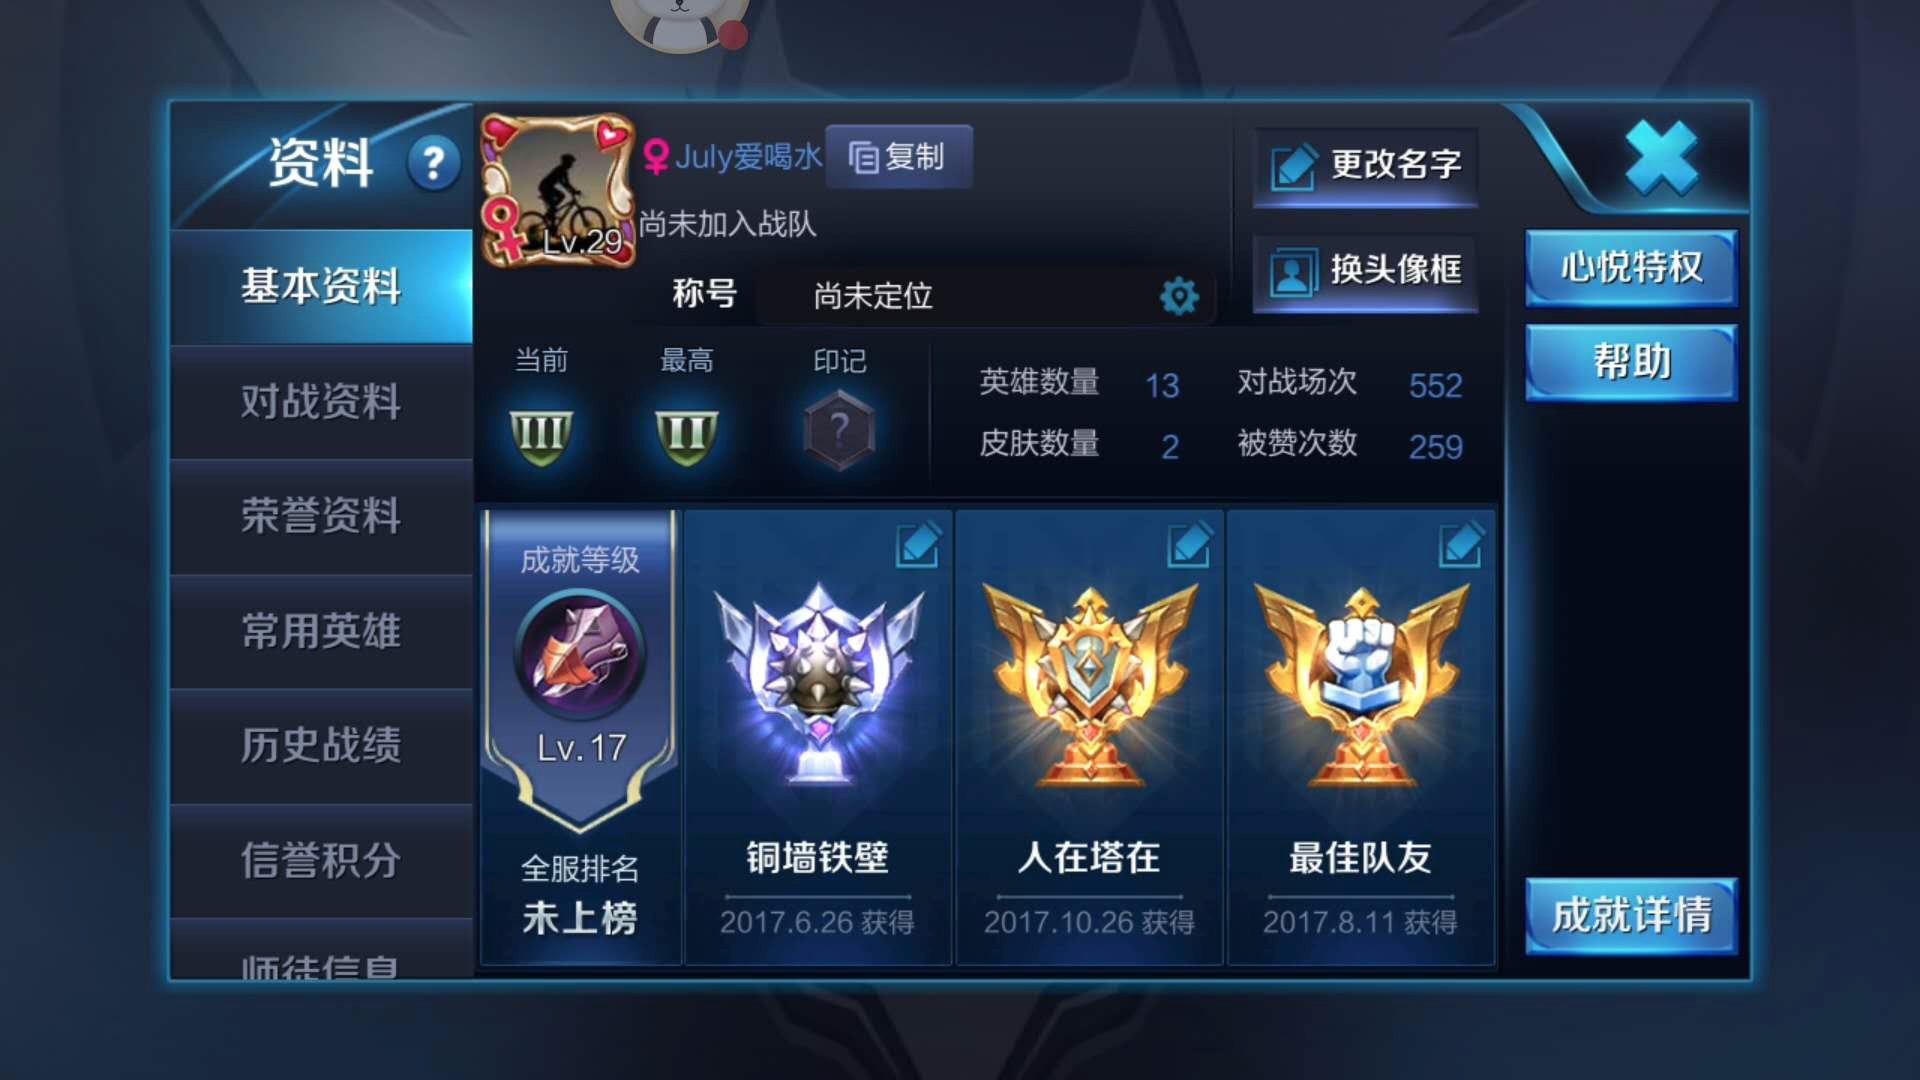 资料 ?
基本资料
对战资料
荣誉资料
常用英雄
历史战绩
信誉积分
师徒信息
Lv.29
July爱喝水 复制
尚未加入战队
称号 尚未定位
更改名字
换头像框
心悦特权
帮助
当前 最高 印记
III II ?
英雄数量 13 对战场次 552
皮肤数量 2 被赞次数 259
成就等级
Lv.17
全服排名
未上榜
铜墙铁壁
2017.6.26 获得
人在塔在
2017.10.26 获得
最佳队友
2017.8.11 获得
成就详情